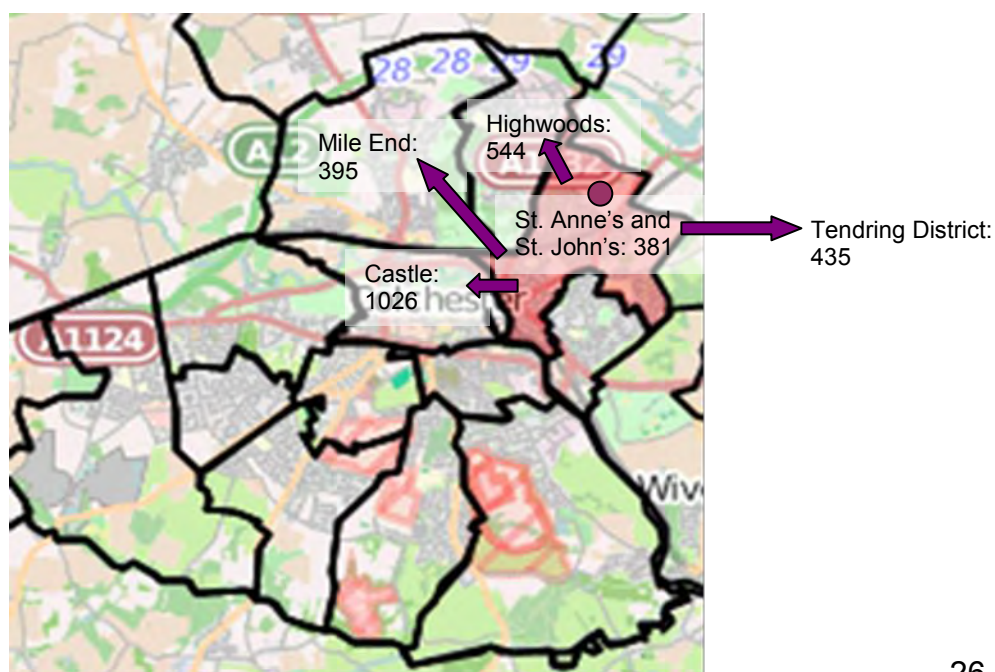 28 28 29 29
Highwoods:
544
Mile End:
395
St. Anne's and
St. John's: 381
Tendring District:
435
Castle:
1026
Colchester
A1124
Wiv
26